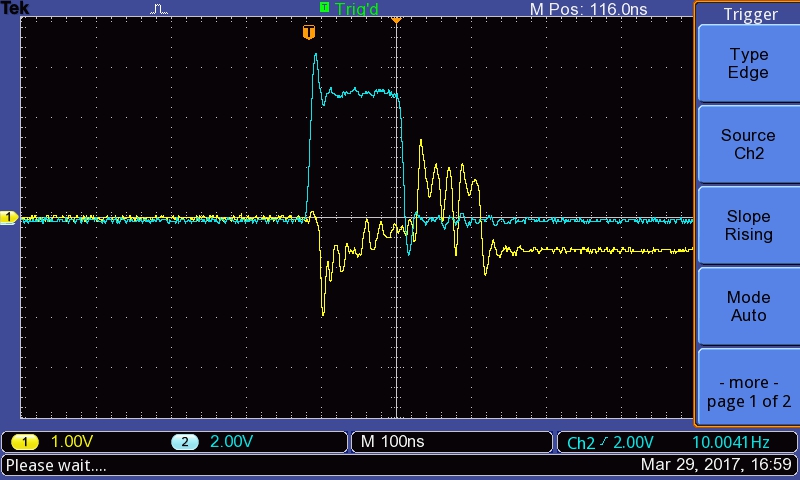 Tek T Trig'd M Pos: 116.0ns Trigger
T
Type
Edge
Source
Ch2
1
Slope
Rising
Mode
Auto
- more -
page 1 of 2
1 1.00V 2 2.00V M 100ns Ch2 2.00V 10.0041Hz
Please wait.... Mar 29, 2017, 16:59